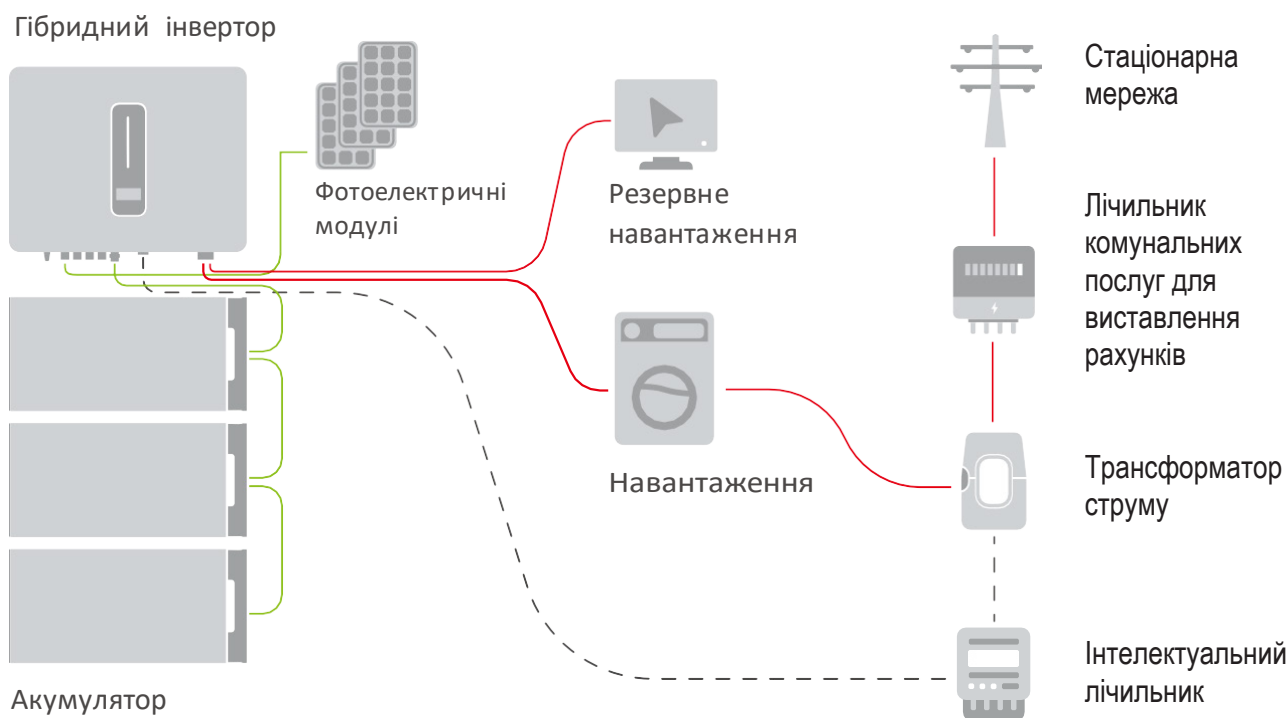 Гібридний інвертор
Фотоелектричні
модулі
Резервне
навантаження
Стаціонарна
мережа
Лічильник
комунальних
послуг для
виставлення
рахунків
Навантаження
Трансформатор
струму
Інтелектуальний
лічильник
Акумулятор